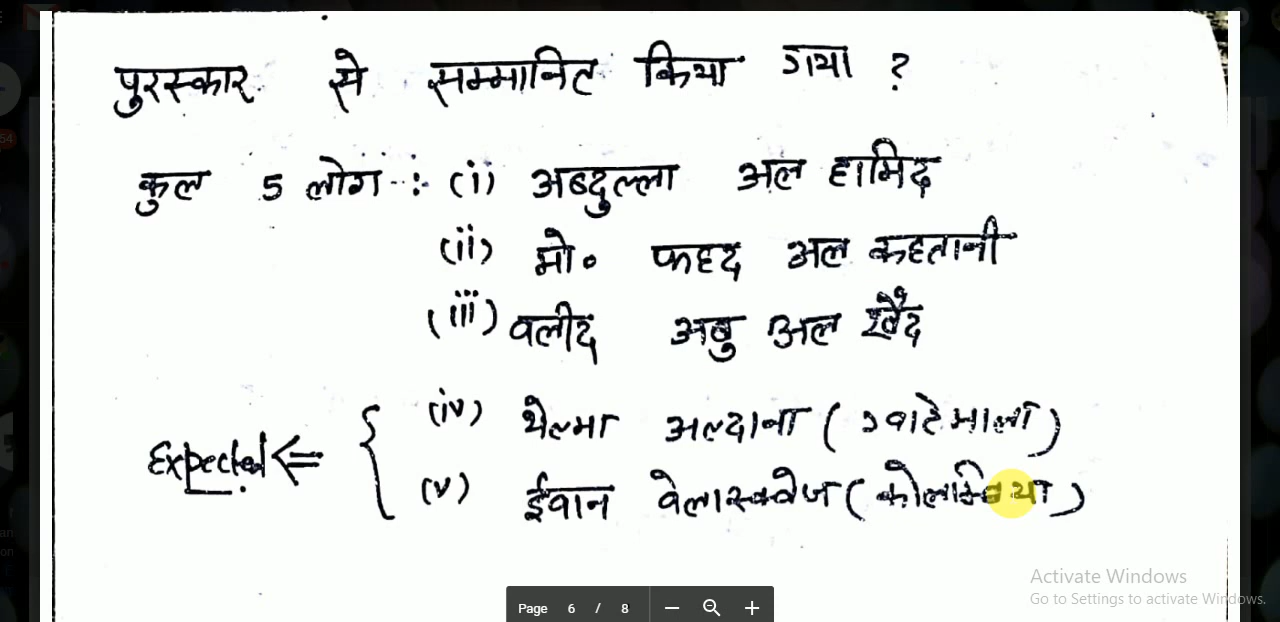 पुरस्कार से सम्मानित किया गया ?
कुल 5 लोग :- (i) अब्दुल्ला अल हामिद
(ii) मो० फहद अल कहतानी
(iii) वलीद अबु अल खैद
Expected <= { (iv) थेल्मा अल्दाना ( ग्वाटेमाला )
(v) ईवान वेलास्क्वेज ( कोलम्बिया )
Activate Windows
Go to Settings to activate Windows.
Page 6 / 8